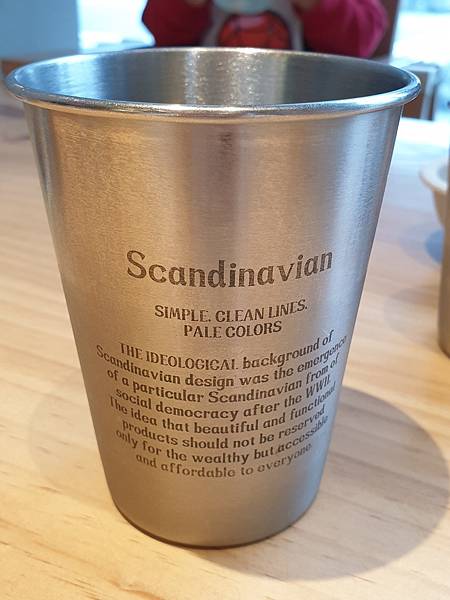 Scandinavian
SIMPLE. CLEAN LINES.
PALE COLORS
THE IDEOLOGICAL background of
Scandinavian design was the emergence
of a particular Scandinavian from of
social democracy after the WWII.
The idea that beautiful and functional
products should not be reserved
only for the wealthy but accessible
and affordable to everyone.